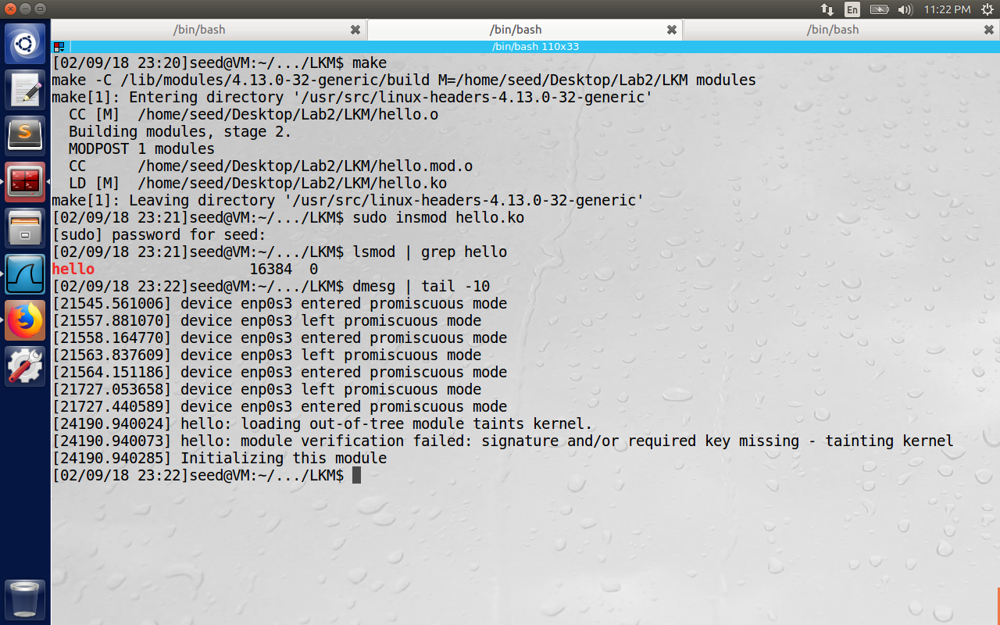 En
11:22 PM
/bin/bash
/bin/bash
/bin/bash
/bin/bash 110x33
[02/09/18 23:20]seed@VM:~/.../LKM$ make
make -C /lib/modules/4.13.0-32-generic/build M=/home/seed/Desktop/Lab2/LKM modules
make[1]: Entering directory '/usr/src/linux-headers-4.13.0-32-generic'
  CC [M]  /home/seed/Desktop/Lab2/LKM/hello.o
  Building modules, stage 2.
  MODPOST 1 modules
  CC      /home/seed/Desktop/Lab2/LKM/hello.mod.o
  LD [M]  /home/seed/Desktop/Lab2/LKM/hello.ko
make[1]: Leaving directory '/usr/src/linux-headers-4.13.0-32-generic'
[02/09/18 23:21]seed@VM:~/.../LKM$ sudo insmod hello.ko
[sudo] password for seed:
[02/09/18 23:21]seed@VM:~/.../LKM$ lsmod | grep hello
hello                  16384  0
[02/09/18 23:22]seed@VM:~/.../LKM$ dmesg | tail -10
[21545.561006] device enp0s3 entered promiscuous mode
[21557.881070] device enp0s3 left promiscuous mode
[21558.164770] device enp0s3 entered promiscuous mode
[21563.837609] device enp0s3 left promiscuous mode
[21564.151186] device enp0s3 entered promiscuous mode
[21727.053658] device enp0s3 left promiscuous mode
[21727.440589] device enp0s3 entered promiscuous mode
[24190.940024] hello: loading out-of-tree module taints kernel.
[24190.940073] hello: module verification failed: signature and/or required key missing - tainting kernel
[24190.940285] Initializing this module
[02/09/18 23:22]seed@VM:~/.../LKM$